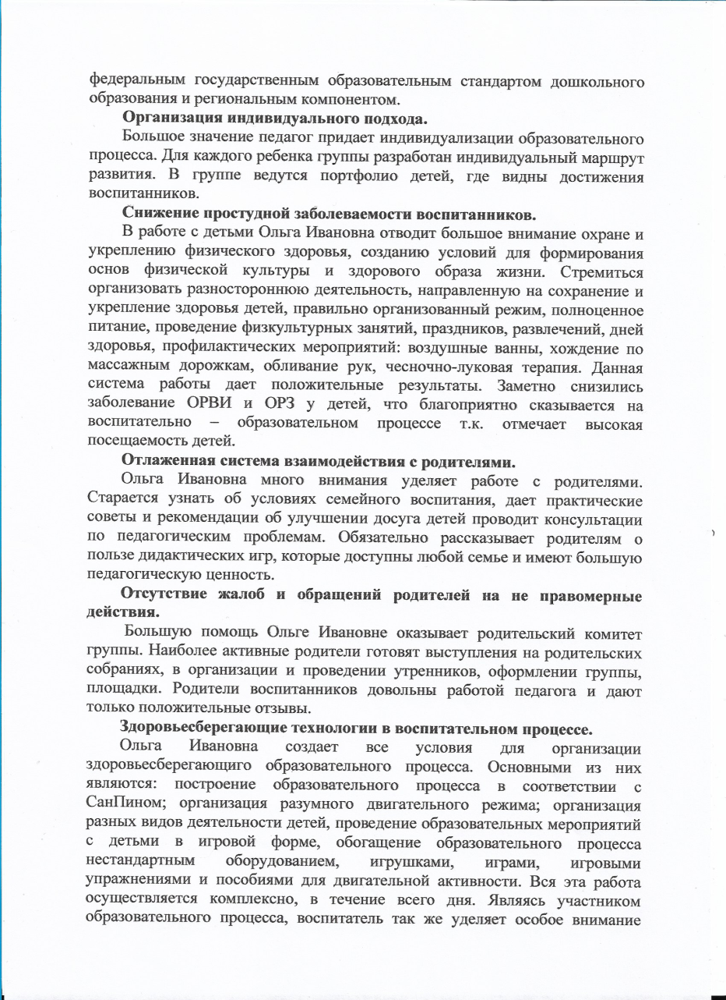 федеральным государственным образовательным стандартом дошкольного
образования и региональным компонентом.
Организация индивидуального подхода.
Большое значение педагог придает индивидуализации образовательного
процесса. Для каждого ребенка группы разработан индивидуальный маршрут
развития. В группе ведутся портфолио детей, где видны достижения
воспитанников.
Снижение простудной заболеваемости воспитанников.
В работе с детьми Ольга Ивановна отводит большое внимание охране и
укреплению физического здоровья, созданию условий для формирования
основ физической культуры и здорового образа жизни. Стремиться
организовать разностороннюю деятельность, направленную на сохранение и
укрепление здоровья детей, правильно организованный режим, полноценное
питание, проведение физкультурных занятий, праздников, развлечений, дней
здоровья, профилактических мероприятий: воздушные ванны, хождение по
массажным дорожкам, обливание рук, чесночно-луковая терапия. Данная
система работы дает положительные результаты. Заметно снизились
заболевание ОРВИ и ОРЗ у детей, что благоприятно сказывается на
воспитательно – образовательном процессе т.к. отмечает высокая
посещаемость детей.
Отлаженная система взаимодействия с родителями.
Ольга Ивановна много внимания уделяет работе с родителями.
Старается узнать об условиях семейного воспитания, дает практические
советы и рекомендации об улучшении досуга детей проводит консультации
по педагогическим проблемам. Обязательно рассказывает родителям о
пользе дидактических игр, которые доступны любой семье и имеют большую
педагогическую ценность.
Отсутствие жалоб и обращений родителей на не правомерные
действия.
Большую помощь Ольге Ивановне оказывает родительский комитет
группы. Наиболее активные родители готовят выступления на родительских
собраниях, в организации и проведении утренников, оформлении группы,
площадки. Родители воспитанников довольны работой педагога и дают
только положительные отзывы.
Здоровьесберегающие технологии в воспитательном процессе.
Ольга Ивановна создает все условия для организации
здоровьесберегающиго образовательного процесса. Основными из них
являются: построение образовательного процесса в соответствии с
СанПином; организация разумного двигательного режима; организация
разных видов деятельности детей, проведение образовательных мероприятий
с детьми в игровой форме, обогащение образовательного процесса
нестандартным оборудованием, игрушками, играми, игровыми
упражнениями и пособиями для двигательной активности. Вся эта работа
осуществляется комплексно, в течение всего дня. Являясь участником
образовательного процесса, воспитатель так же уделяет особое внимание